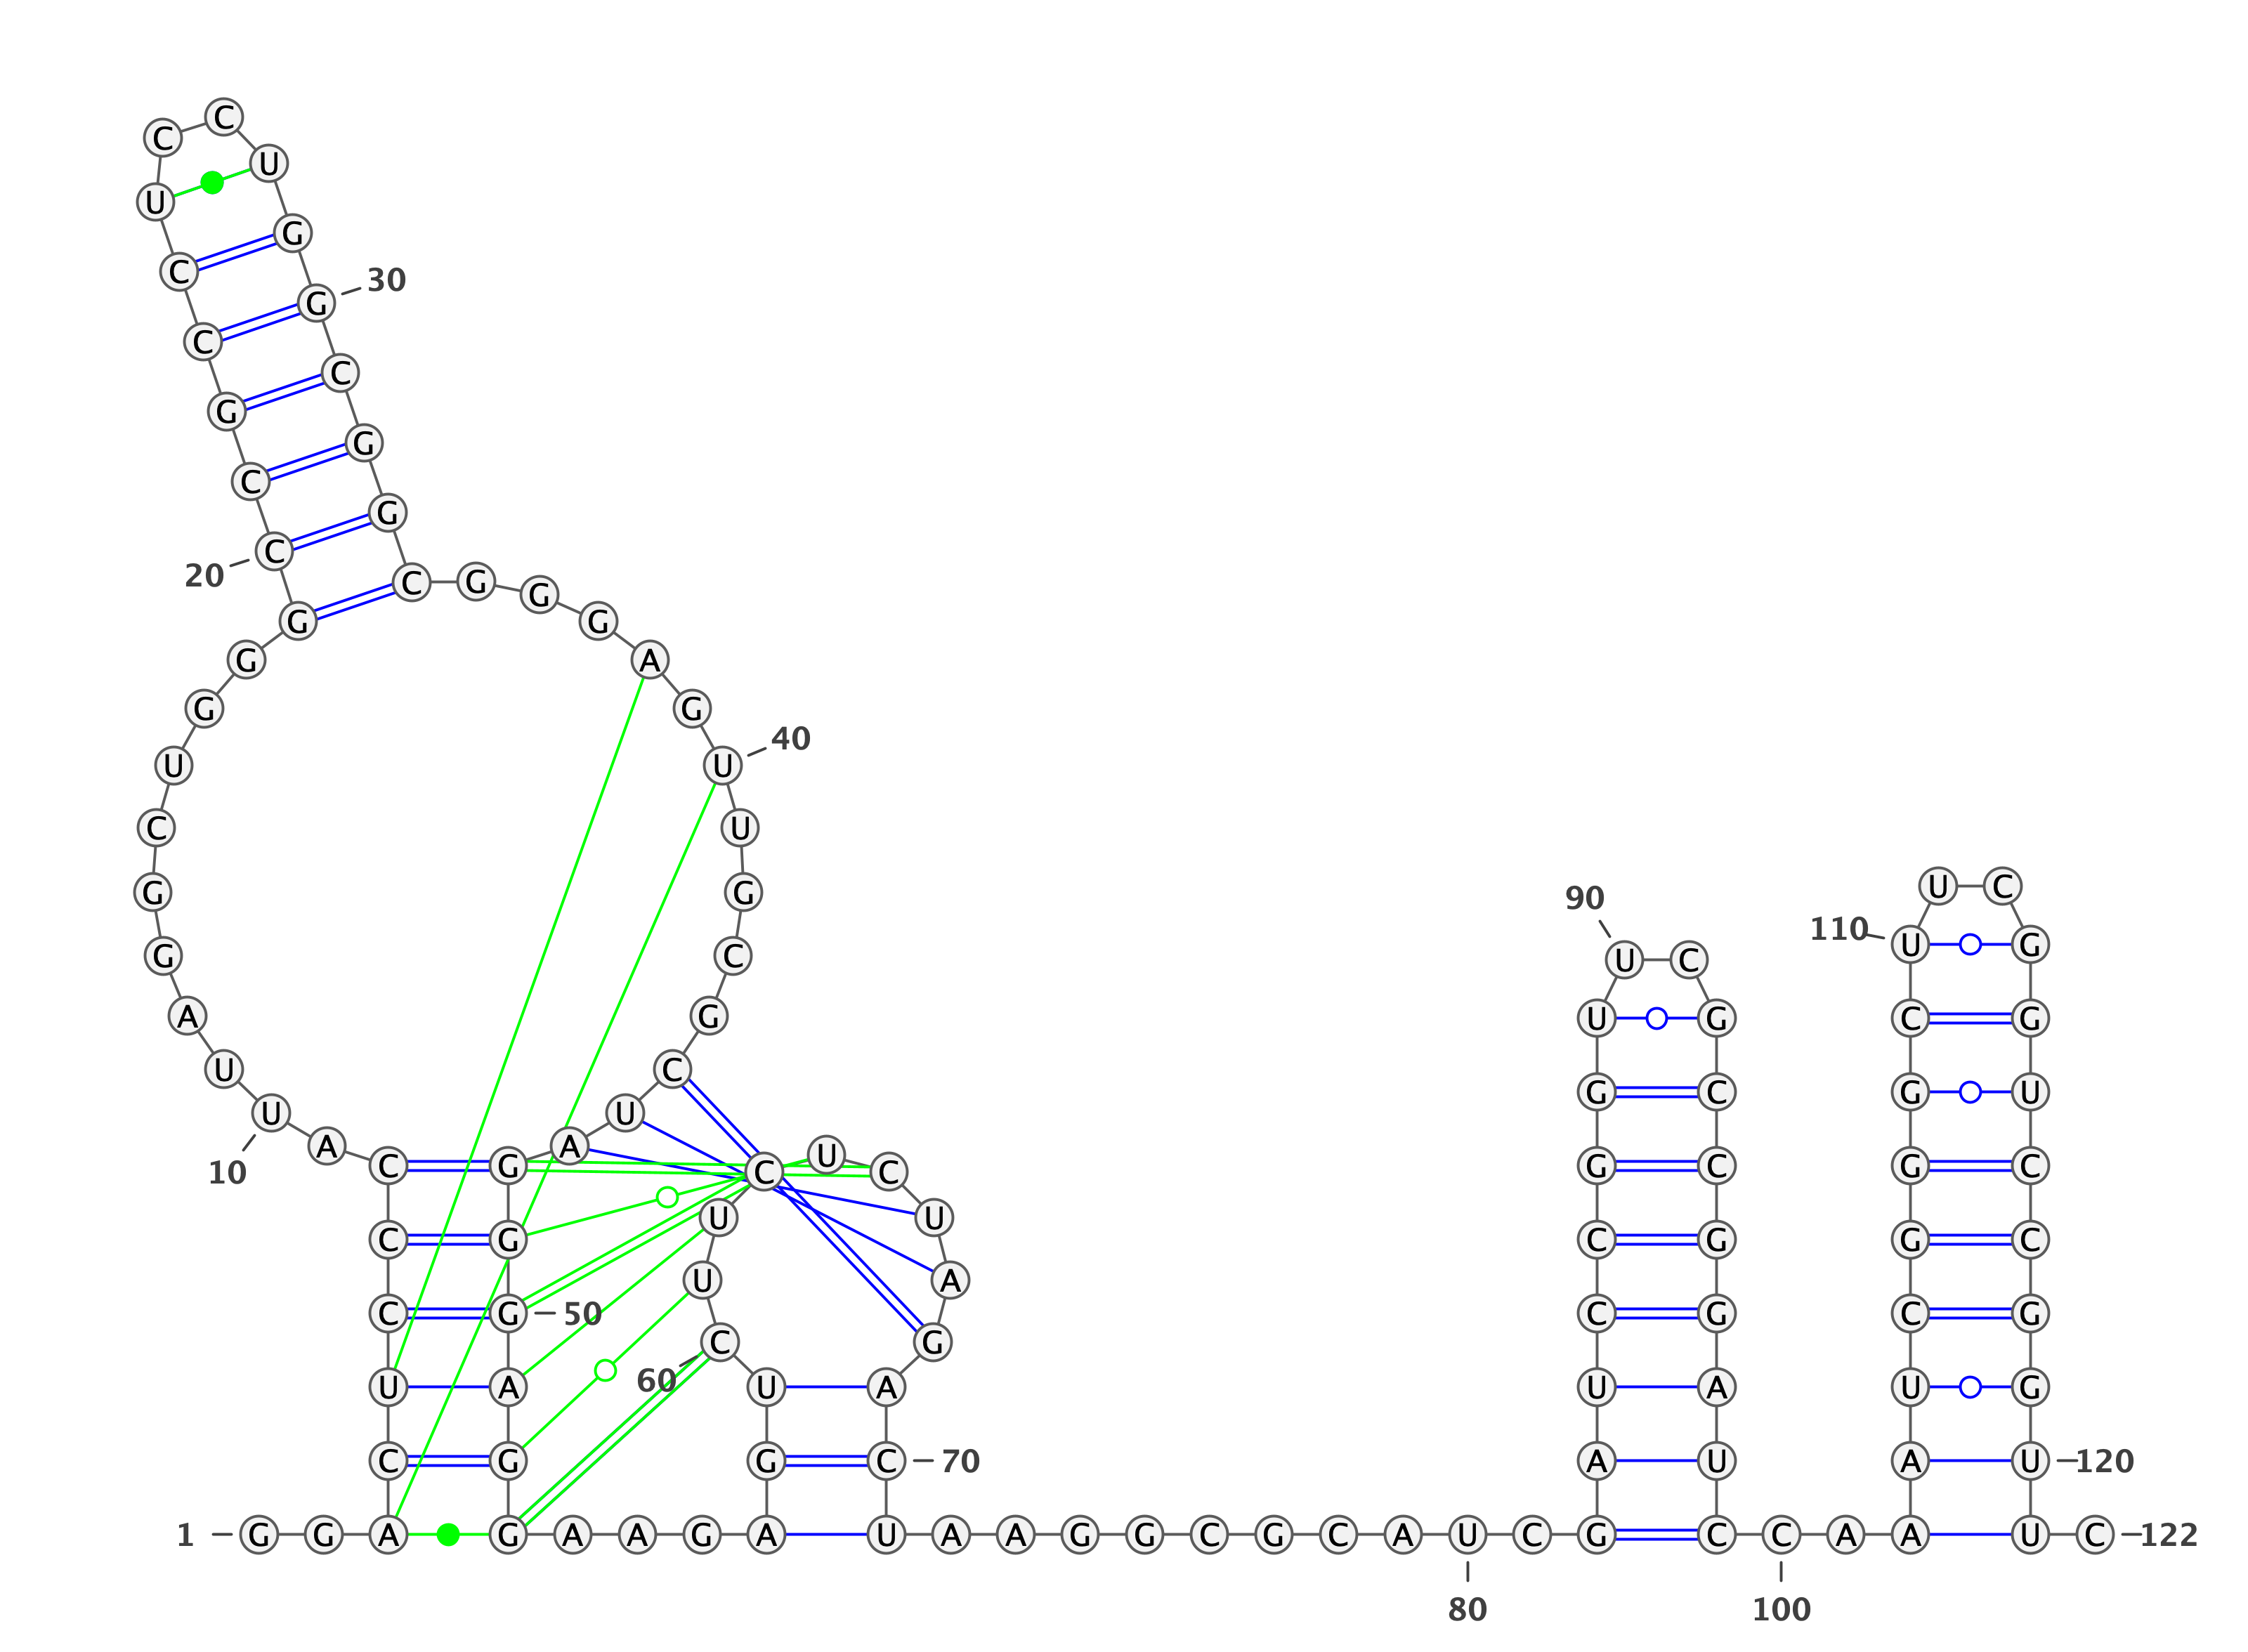 C
C
U
U
G
C
30
G
C
C
G
G
C
G
C
20
C G G
G G
G A
G G
40
U U
C U
U C
G G
90
110
U G
G C U C
A G U G C G
U C
G C G U
U U
A A U
C G C C G C G C
10
U U
C G C G G C
U A
C G 50 C G C G
C G
60
U A U A U A U G
C G G C 70 A U A U 120
1 G G A G A A G A U A A G G C G C A U C G C C A A U C 122
80 100